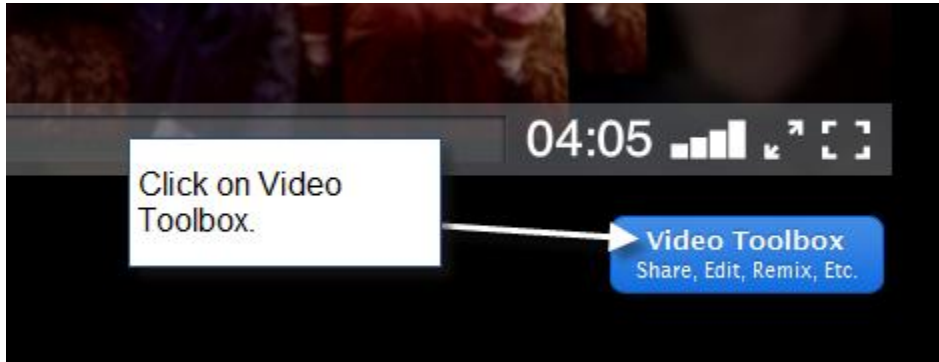 04:05
Click on Video
Toolbox.
Video Toolbox
Share, Edit, Remix, Etc.